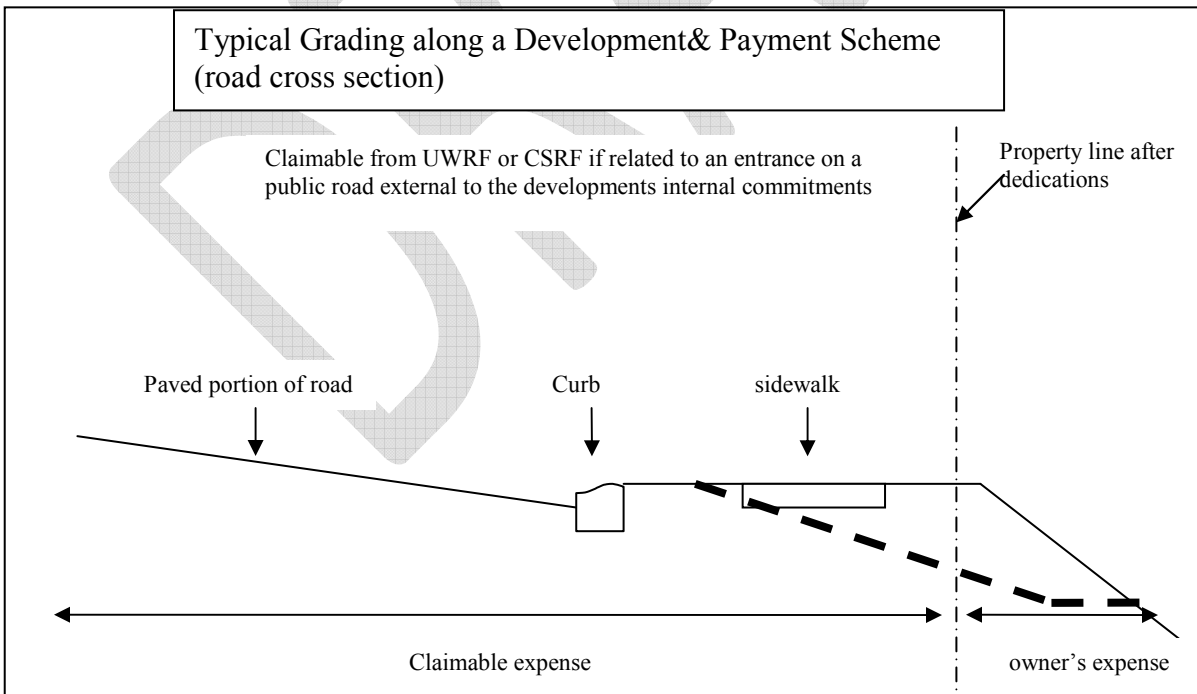 Typical Grading along a Development& Payment Scheme
(road cross section)
Claimable from UWRF or CSRF if related to an entrance on a
public road external to the developments internal commitments
Property line after
dedications
Paved portion of road
Curb
sidewalk
Claimable expense
owner’s expense